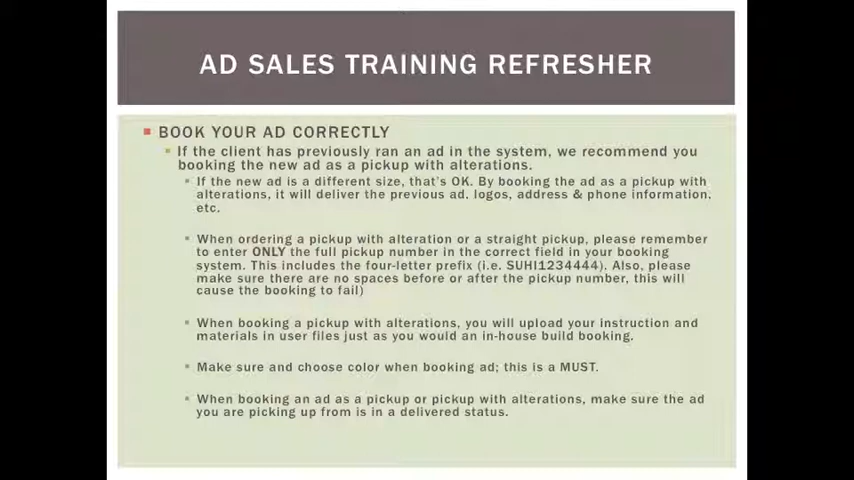 AD SALES TRAINING REFRESHER
BOOK YOUR AD CORRECTLY
If the client has previously ran an ad in the system, we recommend you
booking the new ad as a pickup with alterations.
If the new ad is a different size, that's OK. By booking the ad as a pickup with
alterations, it will deliver the previous ad, logos, address & phone information,
etc.
When ordering a pickup with alteration or a straight pickup, please remember
to enter ONLY the full pickup number in the correct field in your booking
system. This includes the four-letter prefix (i.e. SUHI1234444). Also, please
make sure there are no spaces before or after the pickup number, this will
cause the booking to fail)
When booking a pickup with alterations, you will upload your instruction and
materials in user files just as you would an in-house build booking.
Make sure and choose color when booking ad; this is a MUST.
When booking an ad as a pickup or pickup with alterations, make sure the ad
you are picking up from is in a delivered status.